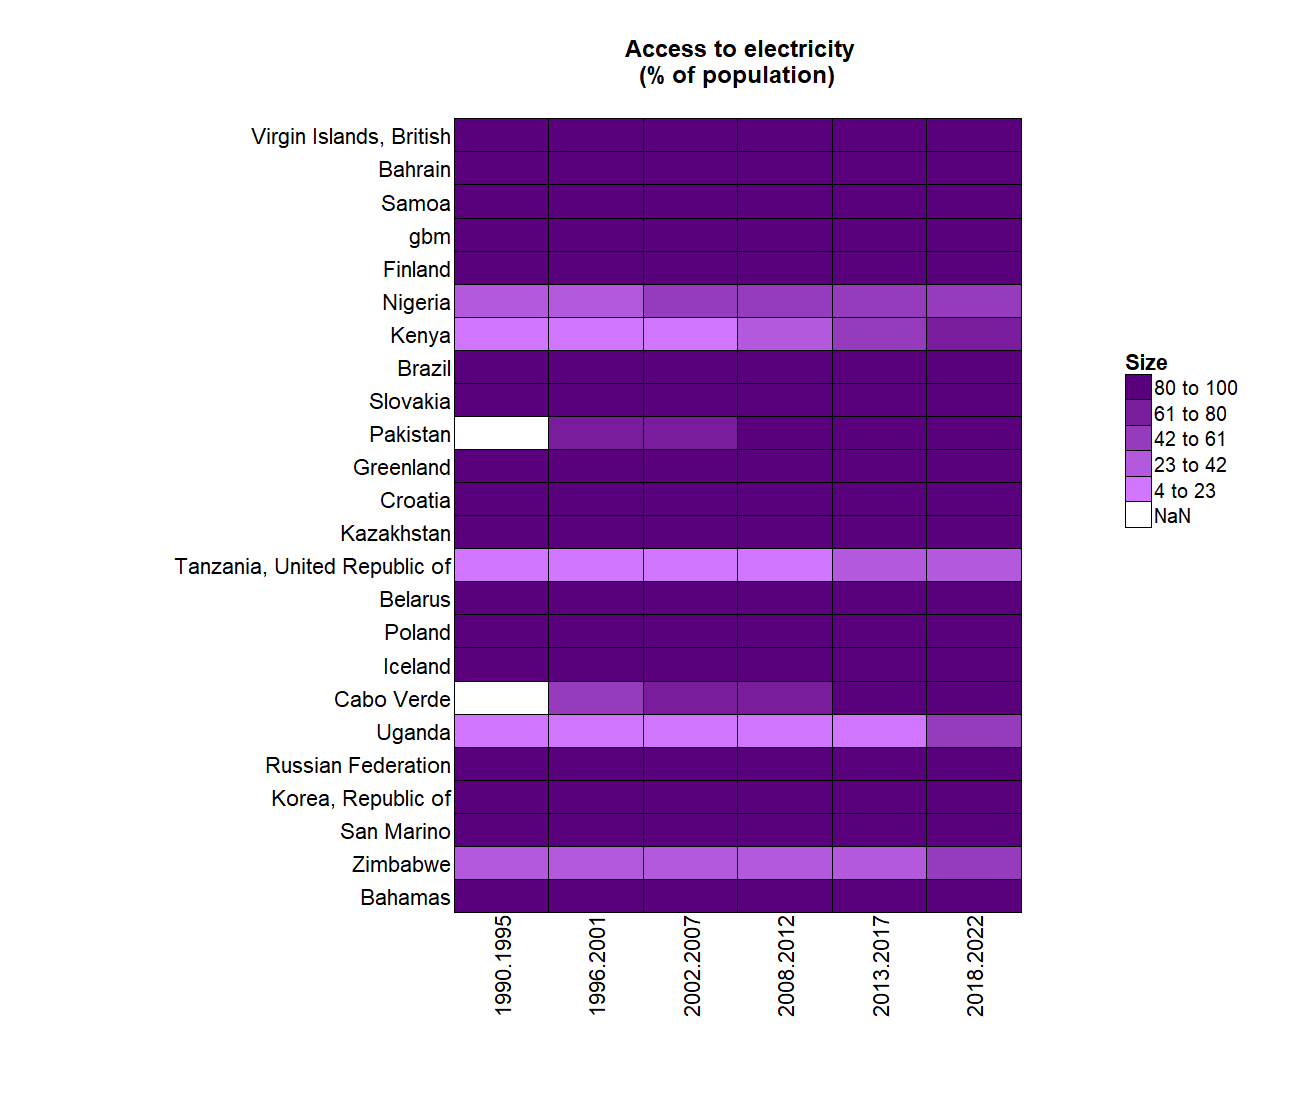 Access to electricity
(% of population)
Virgin Islands, British
Bahrain
Samoa
gbm
Finland
Nigeria
Kenya
Brazil
Slovakia
Pakistan
Greenland
Croatia
Kazakhstan
Tanzania, United Republic of
Belarus
Poland
Iceland
Cabo Verde
Uganda
Russian Federation
Korea, Republic of
San Marino
Zimbabwe
Bahamas
1990.1995
1996.2001
2002.2007
2008.2012
2013.2017
2018.2022
Size
80 to 100
61 to 80
42 to 61
23 to 42
4 to 23
NaN